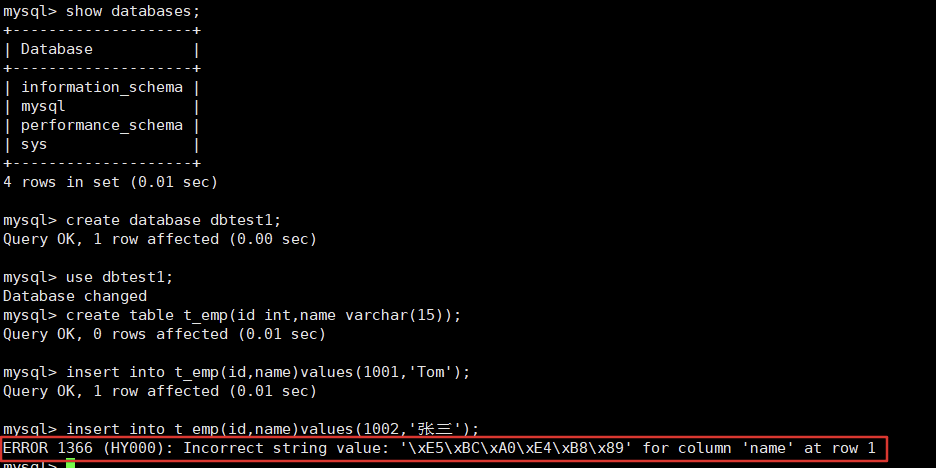 mysql> show databases;
+--------------------+
| Database           |
+--------------------+
| information_schema |
| mysql              |
| performance_schema |
| sys                |
+--------------------+
4 rows in set (0.01 sec)
mysql> create database dbtest1;
Query OK, 1 row affected (0.00 sec)
mysql> use dbtest1;
Database changed
mysql> create table t_emp(id int,name varchar(15));
Query OK, 0 rows affected (0.01 sec)
mysql> insert into t_emp(id,name)values(1001,'Tom');
Query OK, 1 row affected (0.01 sec)
mysql> insert into t_emp(id,name)values(1002,'张三');
ERROR 1366 (HY000): Incorrect string value: '\xE5\xBC\xA0\xE4\xB8\x89' for column 'name' at row 1
mysql>